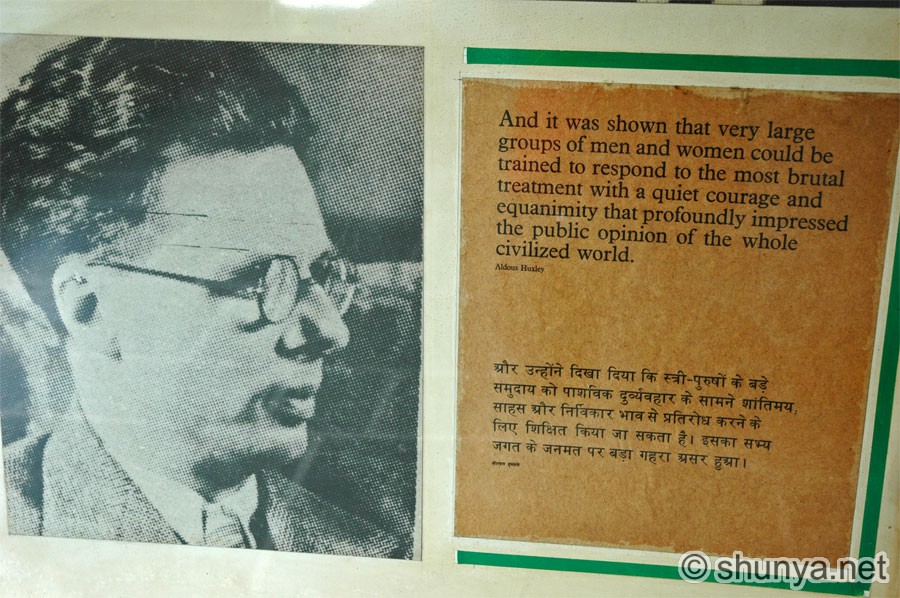 And it was shown that very large
groups of men and women could be
trained to respond to the most brutal
treatment with a quiet courage and
equanimity that profoundly impressed
the public opinion of the whole
civilized world.
Aldous Huxley
और उन्होंने दिखा दिया कि स्त्री-पुरुषों के बड़े
समुदाय को पाशविक दुर्व्यवहार के सामने शांतिमय,
साहस और निर्विकार भाव से प्रतिरोध करने के
लिए शिक्षित किया जा सकता है। इसका सभ्य
जगत के जनमत पर बड़ा गहरा असर हुआ।
© shunya.net